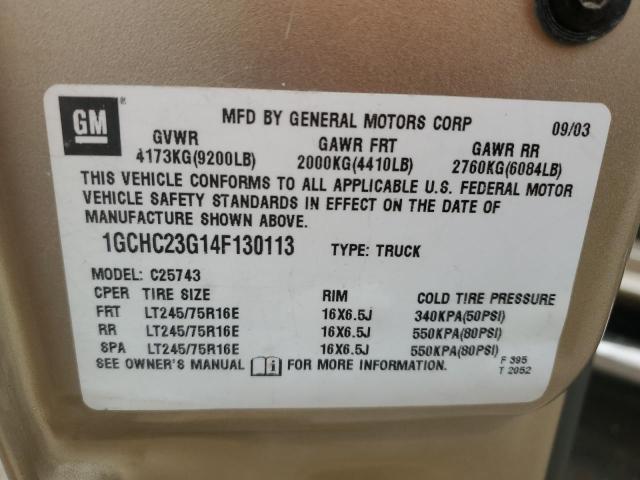 GM ®
MFD BY GENERAL MOTORS CORP 09/03
GVWR GAWR FRT GAWR RR
4173KG(9200LB) 2000KG(4410LB) 2760KG(6084LB)
THIS VEHICLE CONFORMS TO ALL APPLICABLE U.S. FEDERAL MOTOR
VEHICLE SAFETY STANDARDS IN EFFECT ON THE DATE OF
MANUFACTURE SHOWN ABOVE.
1GCHC23G14F130113 TYPE: TRUCK
MODEL: C25743
CPER TIRE SIZE RIM COLD TIRE PRESSURE
FRT LT245/75R16E 16X6.5J 340KPA(50PSI)
RR LT245/75R16E 16X6.5J 550KPA(80PSI)
SPA LT245/75R16E 16X6.5J 550KPA(80PSI)
SEE OWNER'S MANUAL i FOR MORE INFORMATION.
F 395
T 2052